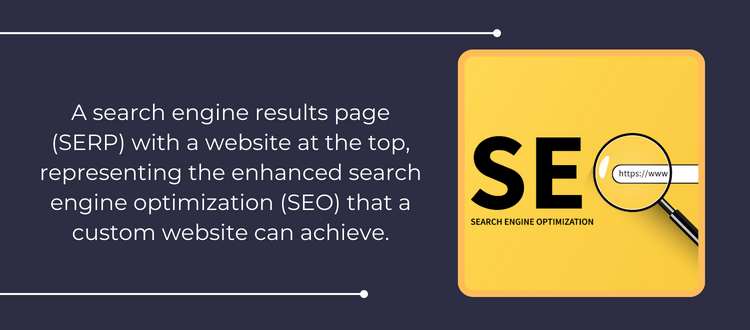 A search engine results page
(SERP) with a website at the top,
representing the enhanced search
engine optimization (SEO) that a
custom website can achieve.
SE
https://www
SEARCH ENGINE OPTIMIZATION